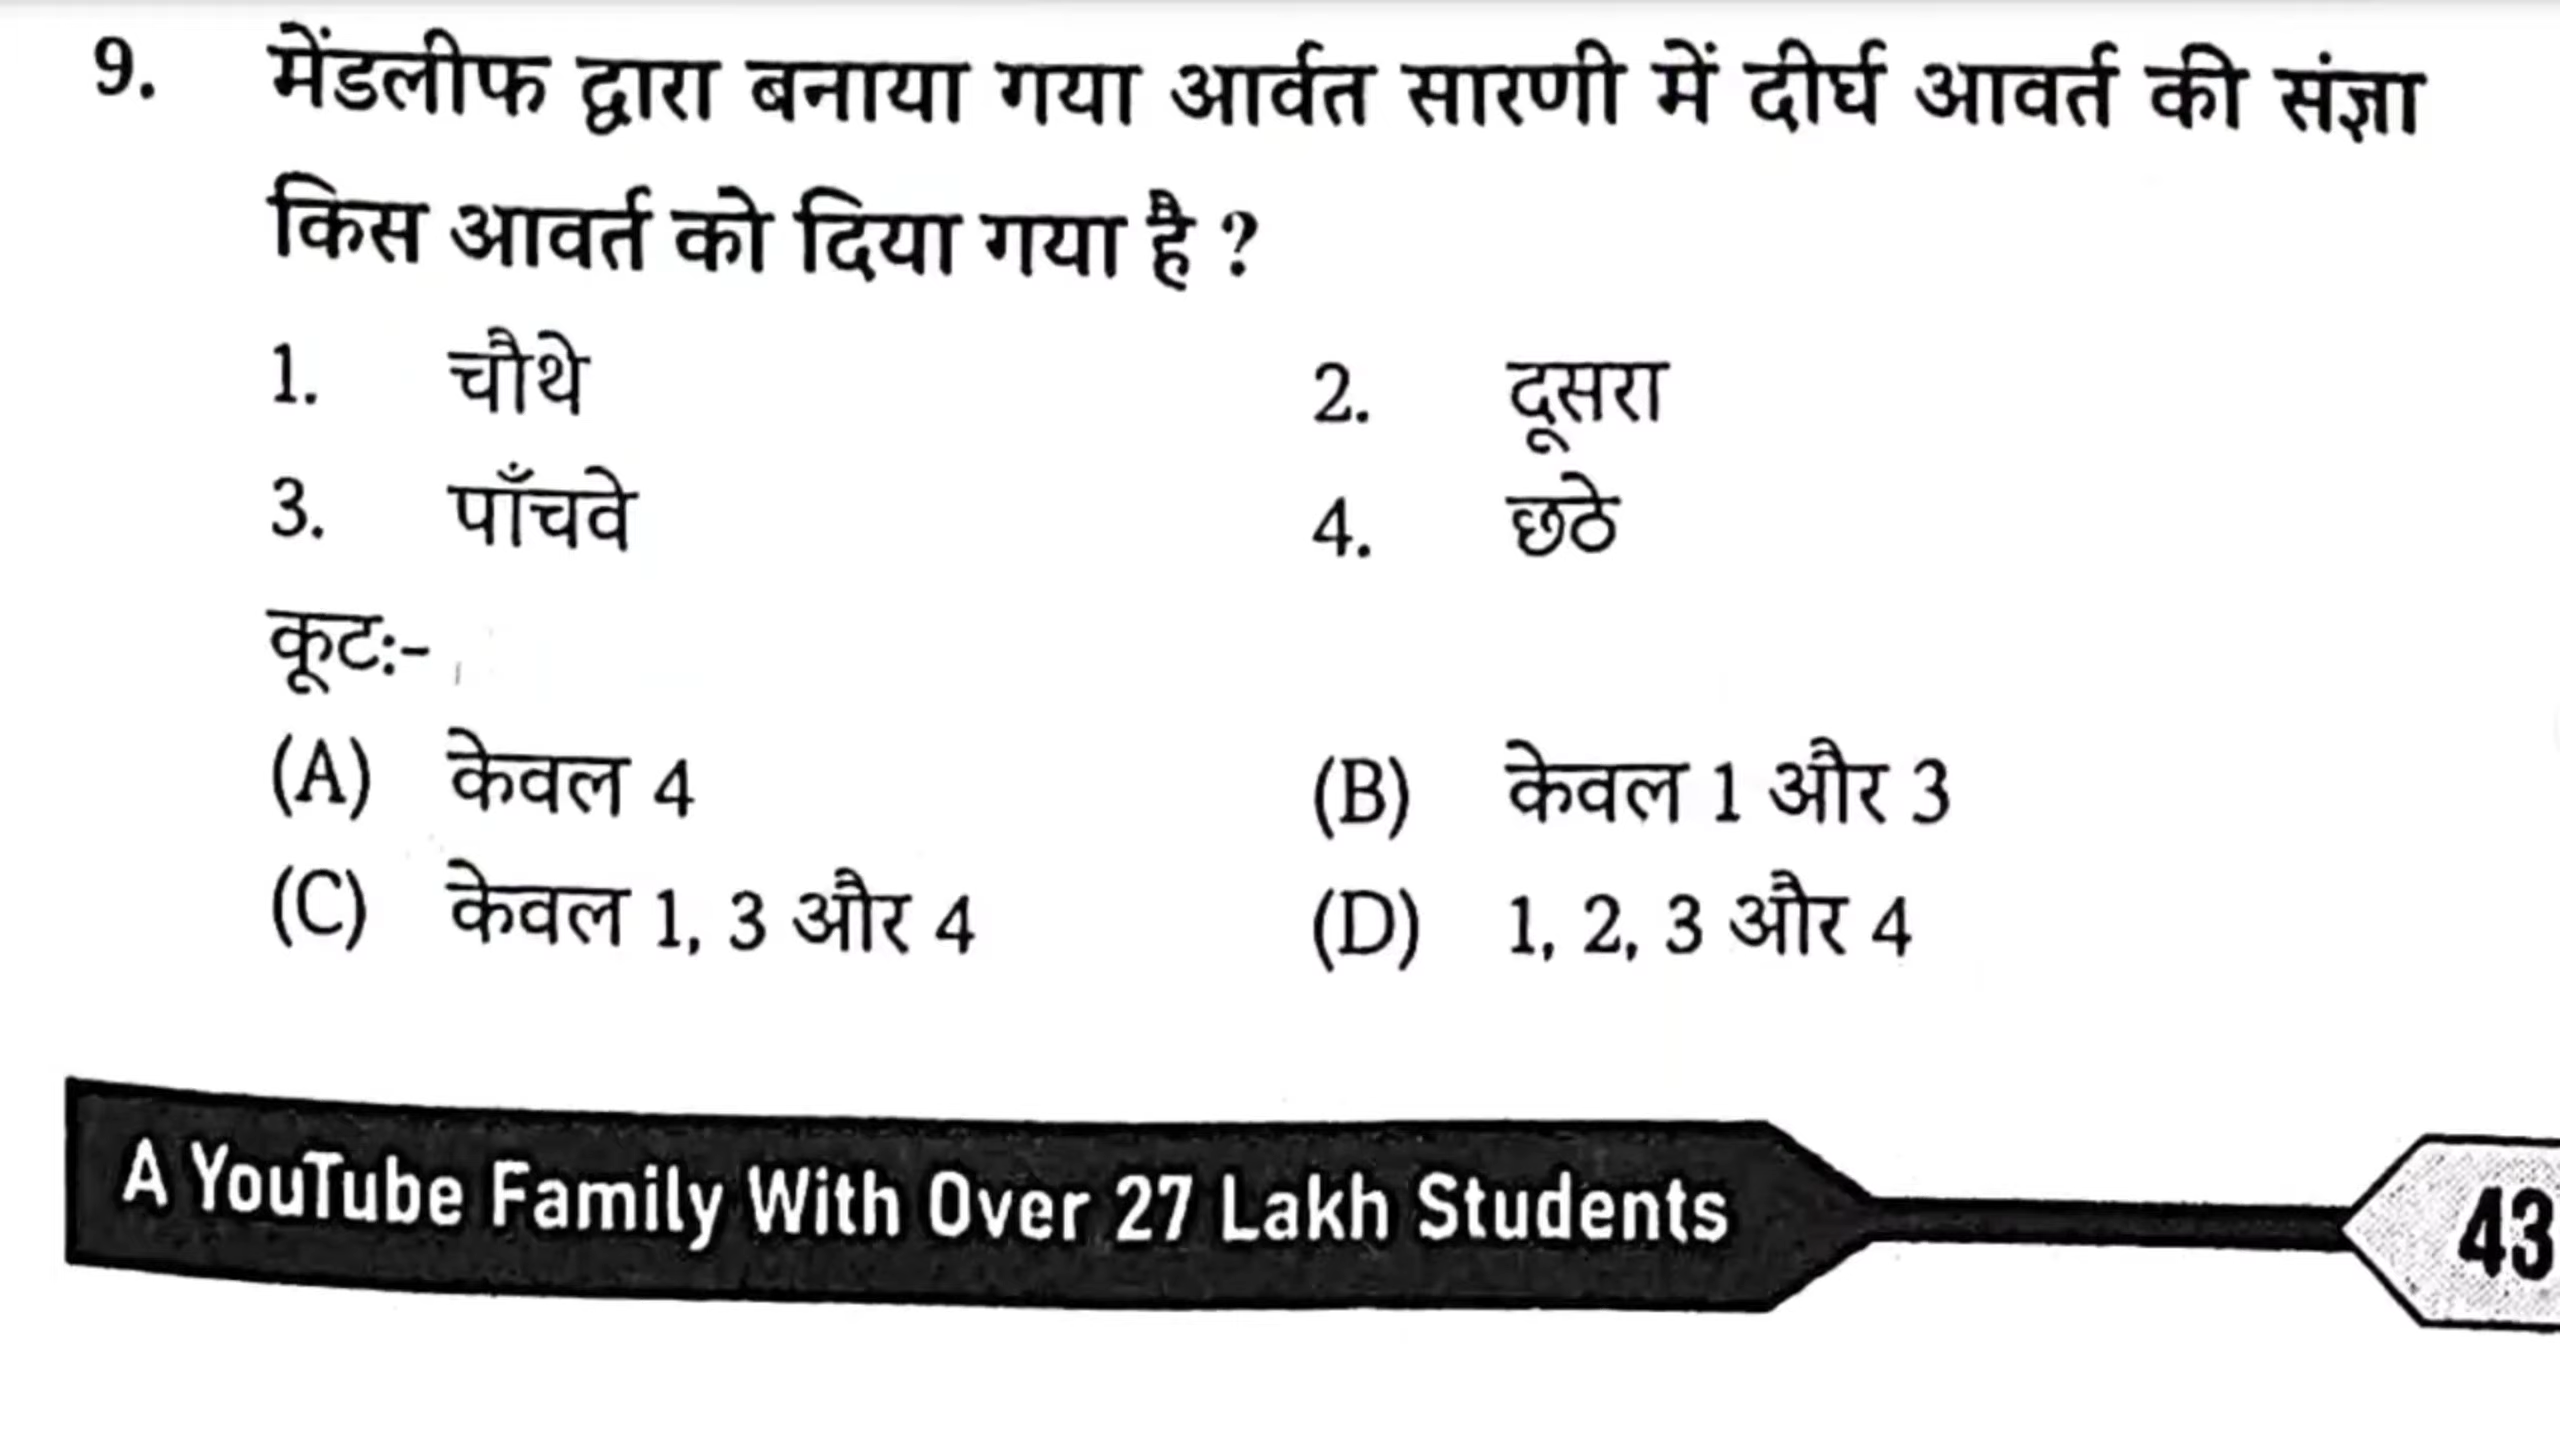 9. मेंडलीफ द्वारा बनाया गया आर्वत सारणी में दीर्घ आवर्त की संज्ञा
किस आवर्त को दिया गया है ?
1. चौथे 2. दूसरा
3. पाँचवे 4. छठे
कूटः-
(A) केवल 4 (B) केवल 1 और 3
(C) केवल 1, 3 और 4 (D) 1, 2, 3 और 4
A YouTube Family With Over 27 Lakh Students 43